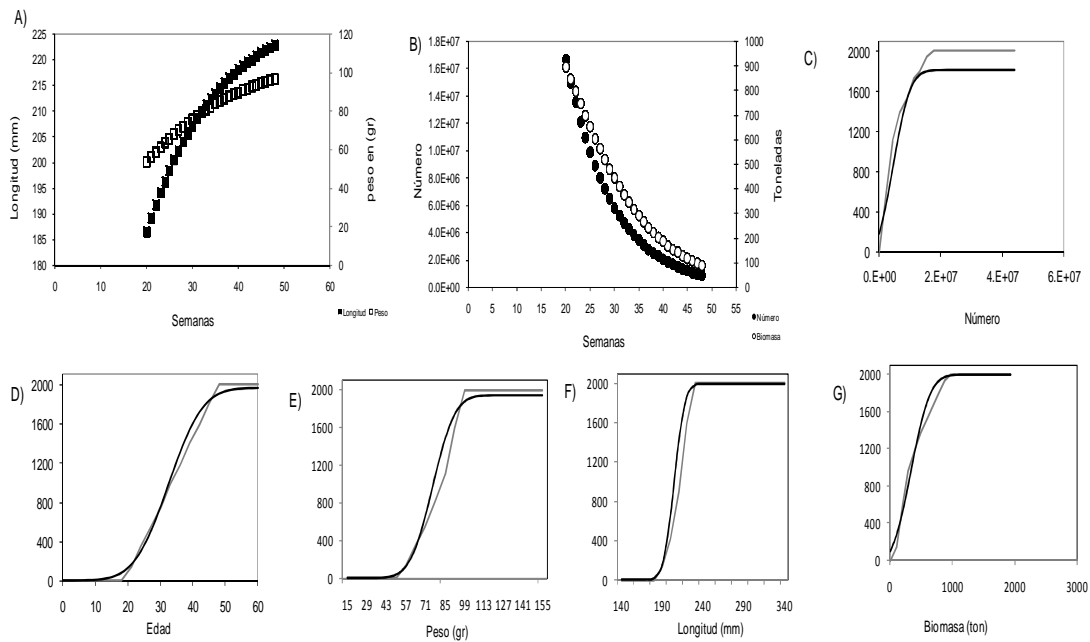 A)
Longitud (mm)
225
220
215
210
205
200
195
190
185
180
0
10
20
30
40
50
60
120
100
80
60
40
20
0
peso en (gr)
Semanas
Longitud
Peso
B)
Número
1.8E+07
1.6E+07
1.4E+07
1.2E+07
1.0E+07
8.0E+06
6.0E+06
4.0E+06
2.0E+06
0.0E+00
0
5
10
15
20
25
30
35
40
45
50
55
1000
900
800
700
600
500
400
300
200
100
0
Toneladas
Semanas
Número
Biomasa
C)
2000
1600
1200
800
400
0
0.E+00
2.E+07
4.E+07
6.E+07
Número
D)
2000
1600
1200
800
400
0
0
10
20
30
40
50
60
Edad
E)
2000
1600
1200
800
400
0
15
29
43
57
71
85
99
113
127
141
155
Peso (gr)
F)
2000
1600
1200
800
400
0
140
190
240
290
340
Longitud (mm)
G)
2000
1600
1200
800
400
0
0
1000
2000
3000
Biomasa (ton)